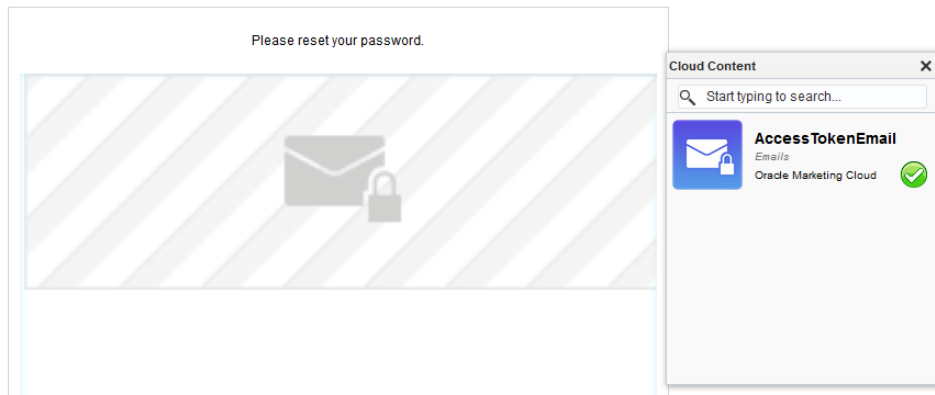 Please reset your password.
Cloud Content
Start typing to search...
AccessTokenEmail
Emails
Oracle Marketing Cloud